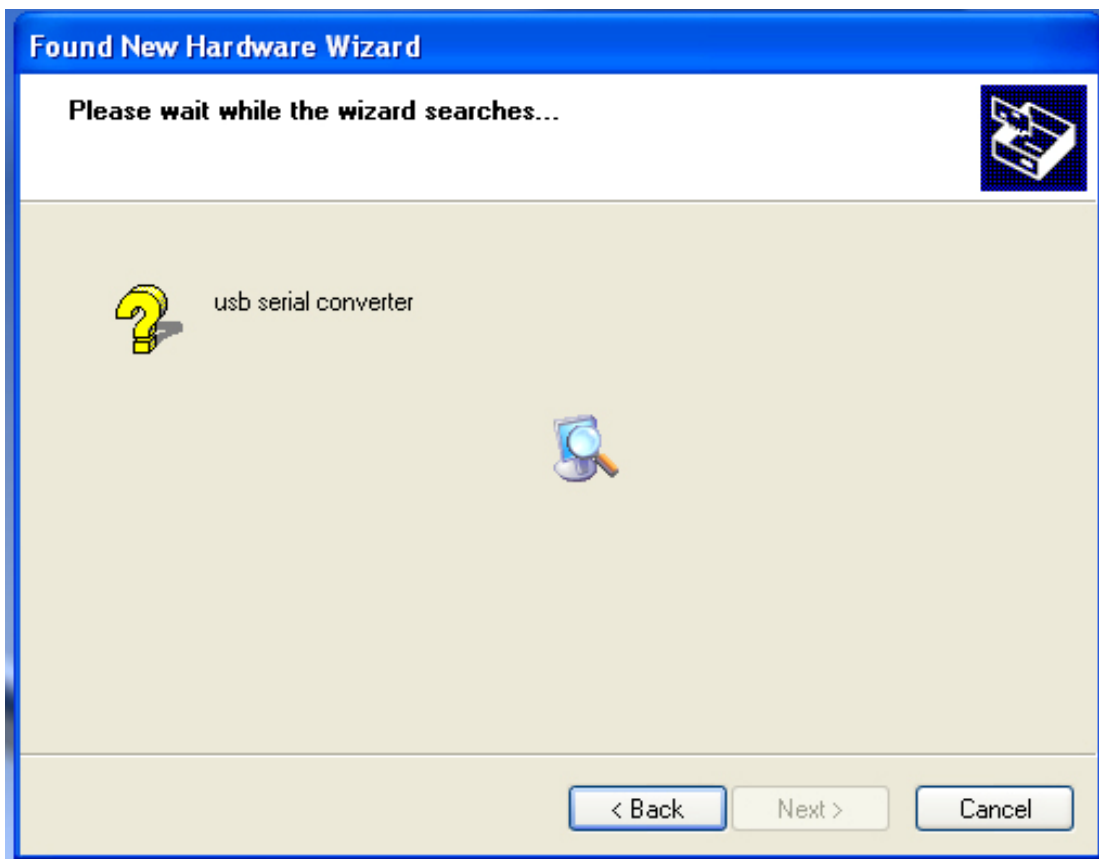 Found New Hardware Wizard
Please wait while the wizard searches...
usb serial converter
< Back
Next >
Cancel